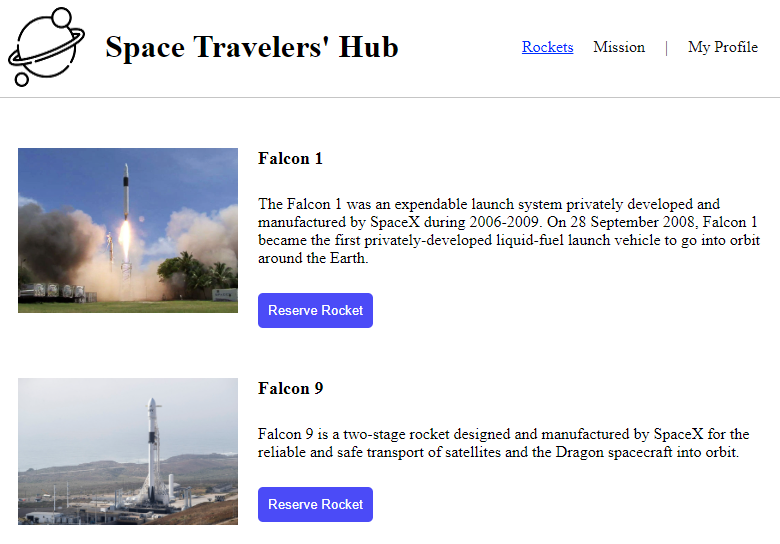 Space Travelers' Hub
Rockets Mission | My Profile
Falcon 1
The Falcon 1 was an expendable launch system privately developed and
manufactured by SpaceX during 2006-2009. On 28 September 2008, Falcon 1
became the first privately-developed liquid-fuel launch vehicle to go into orbit
around the Earth.
Reserve Rocket
Falcon 9
Falcon 9 is a two-stage rocket designed and manufactured by SpaceX for the
reliable and safe transport of satellites and the Dragon spacecraft into orbit.
Reserve Rocket